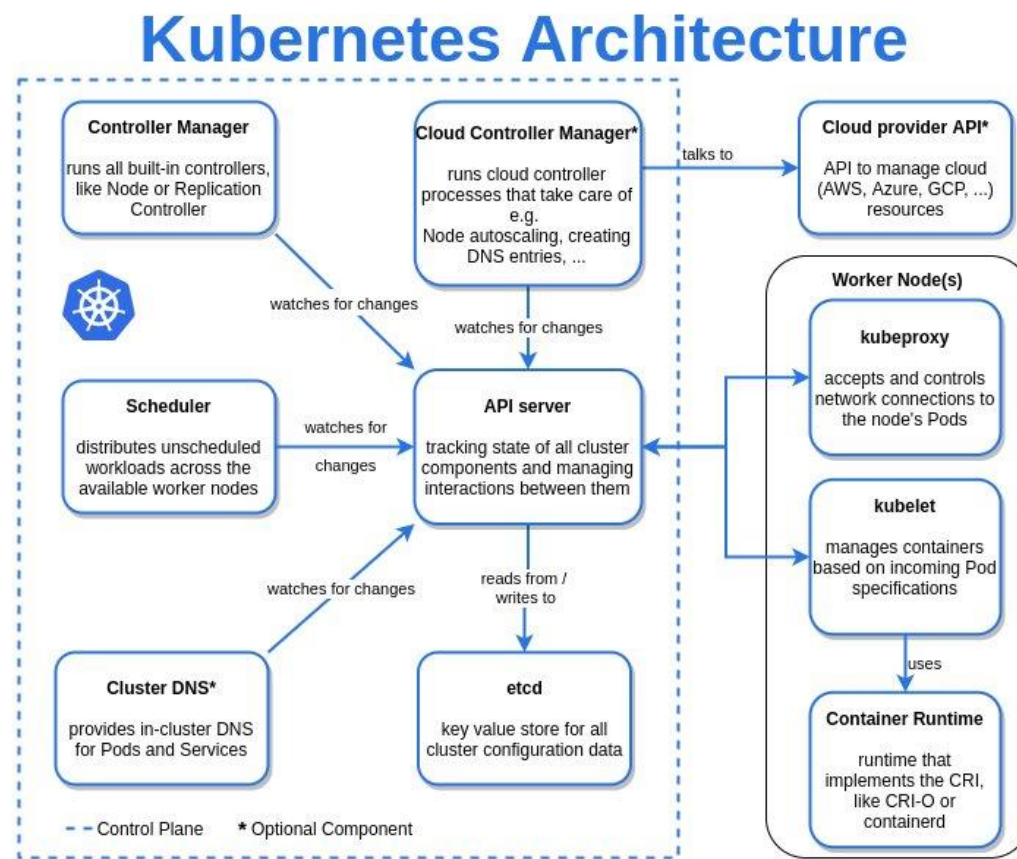 Kubernetes Architecture
Controller Manager
runs all built-in controllers,
like Node or Replication
Controller
Cloud Controller Manager*
runs cloud controller
processes that take care of
e.g.
Node autoscaling, creating
DNS entries, ...
talks to
Cloud provider API*
API to manage cloud
(AWS, Azure, GCP, ...)
resources
watches for changes
watches for changes
Scheduler
distributes unscheduled
workloads across the
available worker nodes
watches for
changes
API server
tracking state of all cluster
components and managing
interactions between them
Worker Node(s)
kubeproxy
accepts and controls
network connections to
the node's Pods
kubelet
manages containers
based on incoming Pod
specifications
watches for changes
reads from /
writes to
uses
Cluster DNS*
provides in-cluster DNS
for Pods and Services
etcd
key value store for all
cluster configuration data
Container Runtime
runtime that
implements the CRI,
like CRI-O or
containerd
Control Plane
* Optional Component